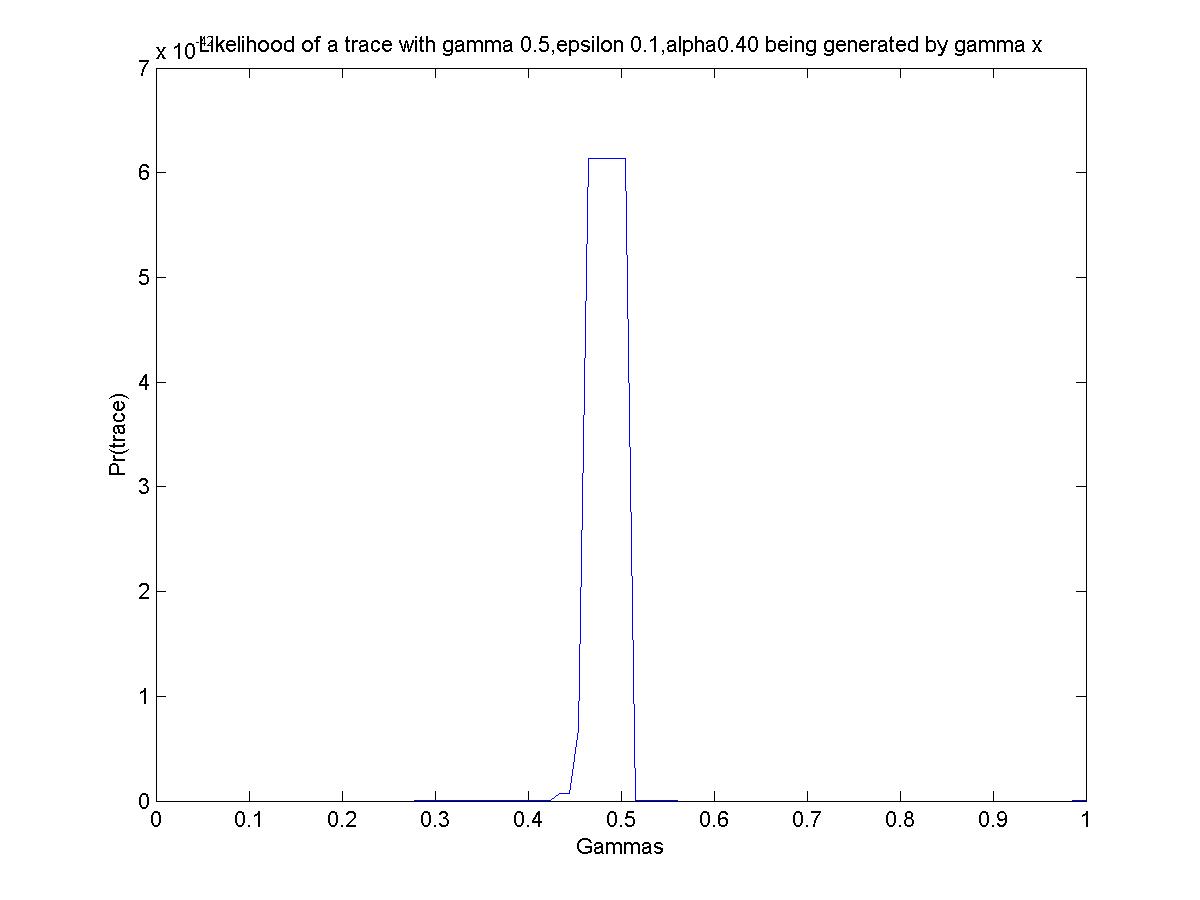 x 10
Likelihood of a trace with gamma 0.5,epsilon 0.1,alpha0.40 being generated by gamma x
7
6
5
4
3
2
1
0
Pr(trace)
0 0.1 0.2 0.3 0.4 0.5 0.6 0.7 0.8 0.9 1
Gammas